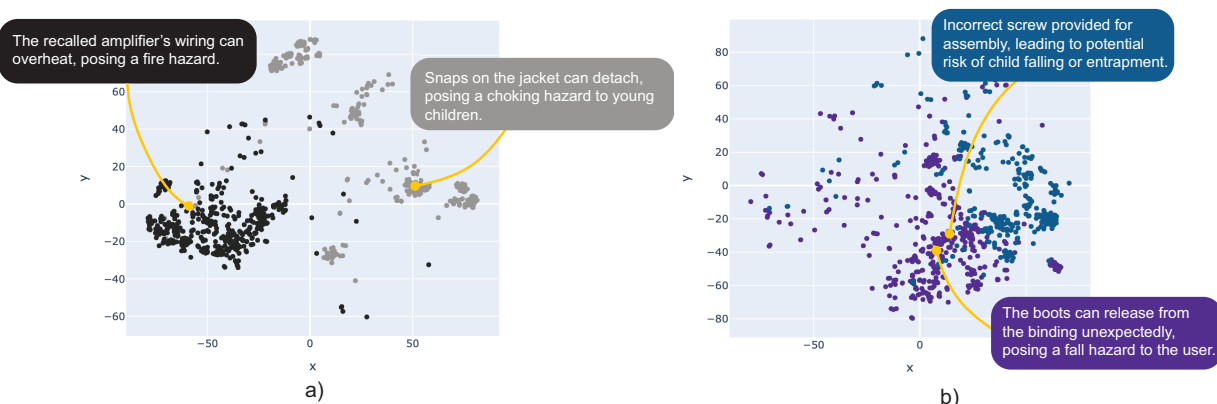 The recalled amplifier's wiring can
overheat, posing a fire hazard.
Snaps on the jacket can detach,
posing a choking hazard to young
children.
y
40
20
0
−20
−40
−60
−50
0
50
x
a)
Incorrect screw provided for
assembly, leading to potential
risk of child falling or entrapment.
The boots can release from
the binding unexpectedly,
posing a fall hazard to the user.
y
80
60
40
20
0
−20
−40
−60
−80
−50
0
x
b)